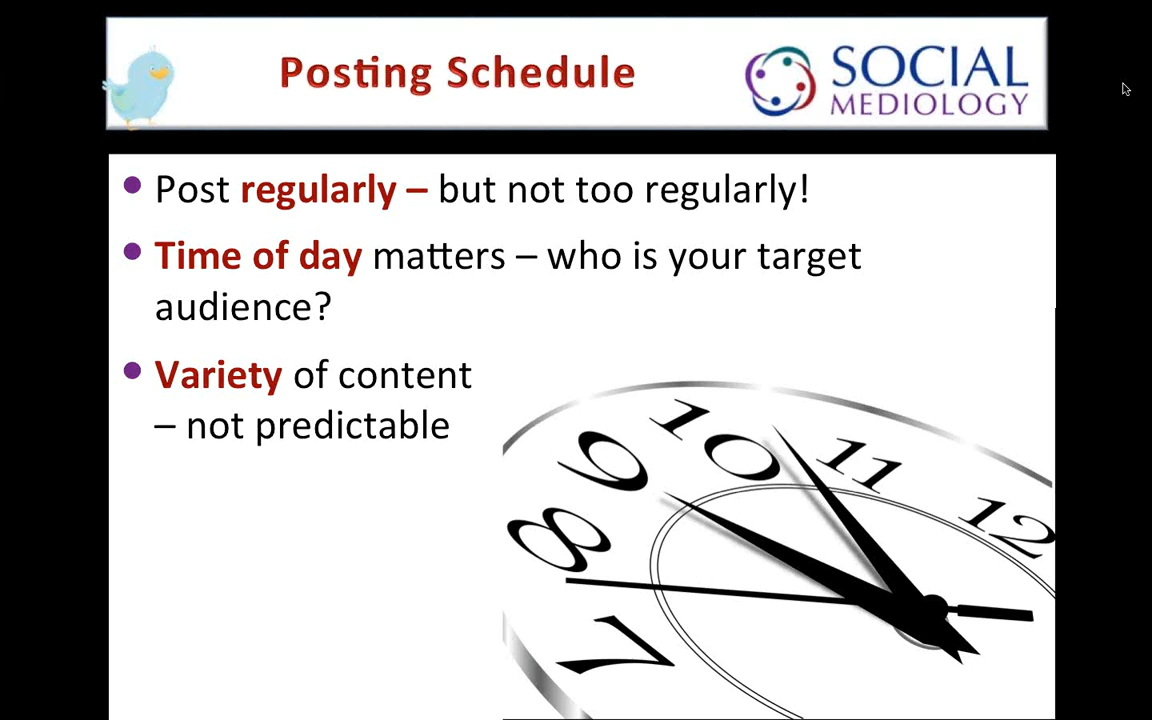 Posting Schedule
SOCIAL
MEDIOLOGY
Post regularly – but not too regularly!
Time of day matters – who is your target
audience?
Variety of content
– not predictable
10
11
9
12
8
7